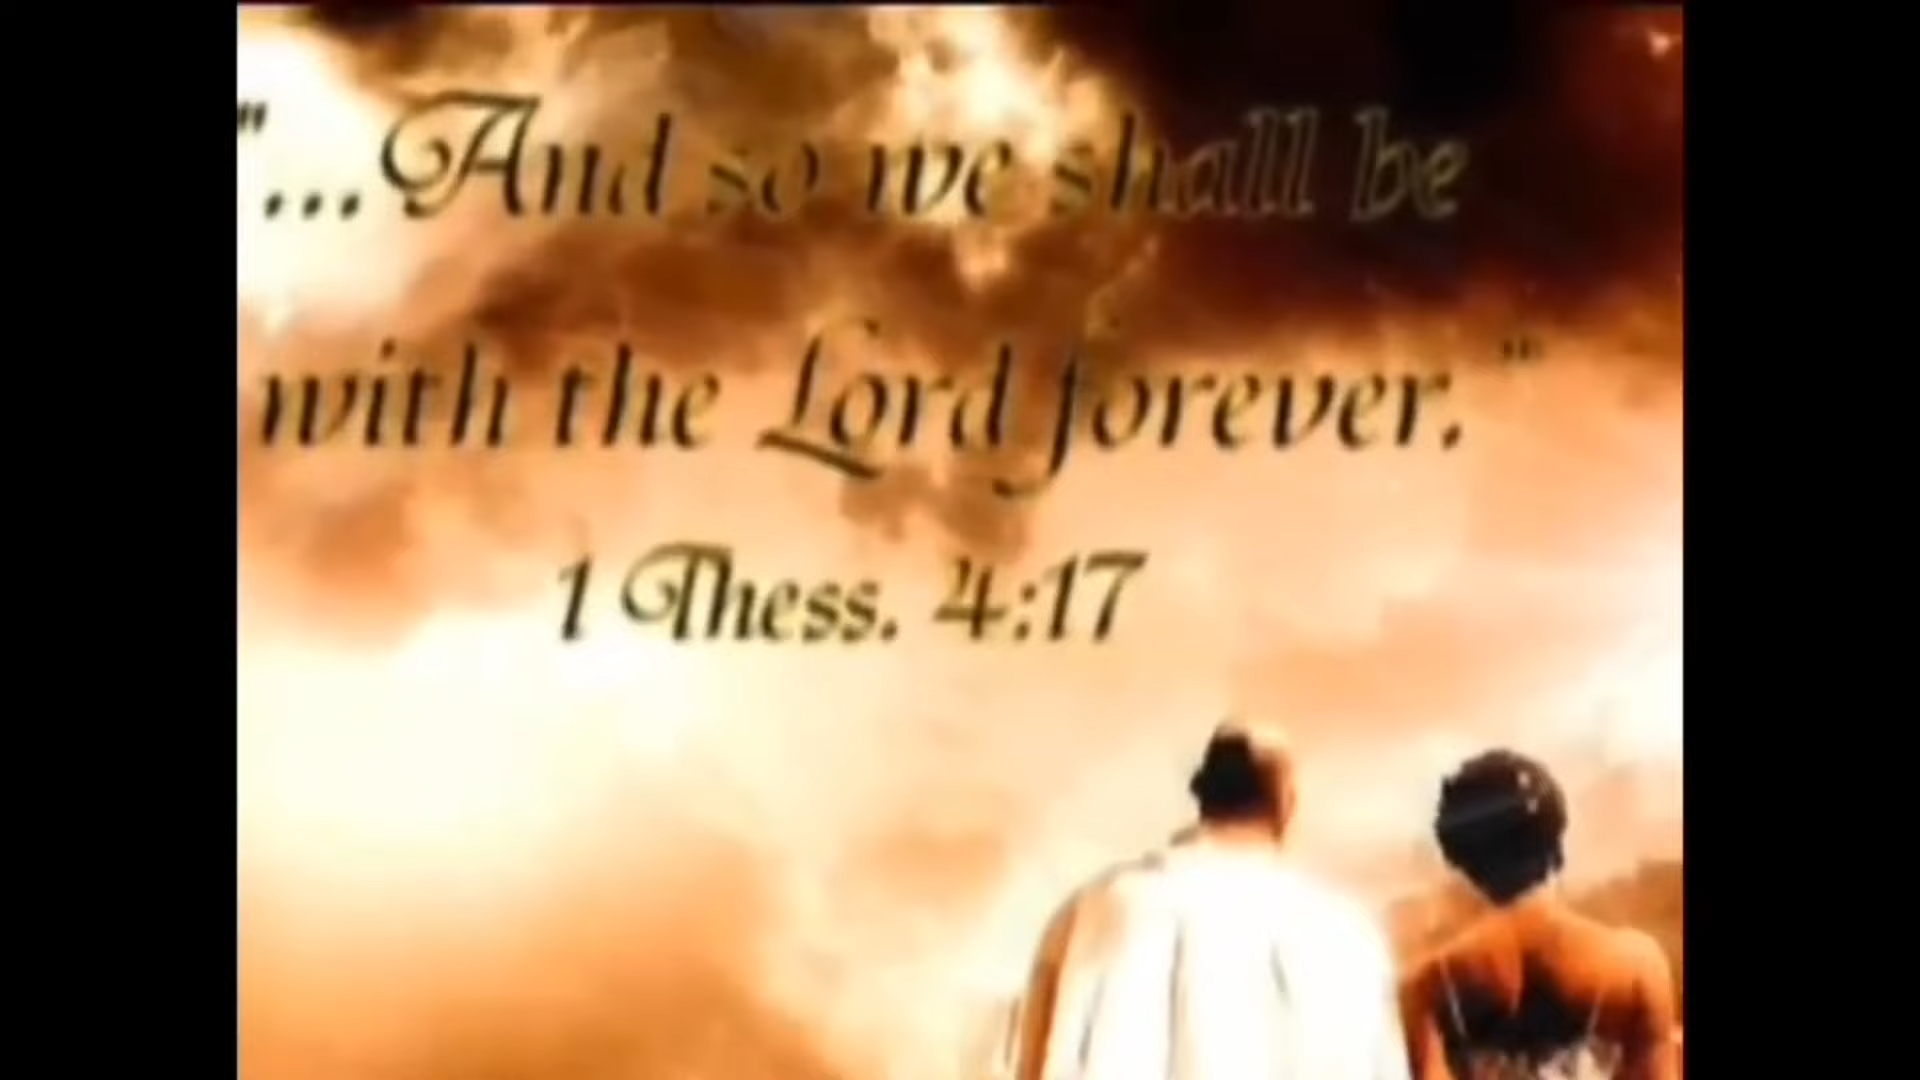 "...And so we shall be
with the Lord forever."
1 Thess. 4:17